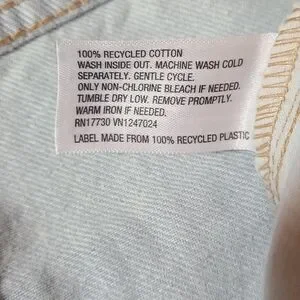 100% RECYCLED COTTON
WASH INSIDE OUT. MACHINE WASH COLD
SEPARATELY. GENTLE CYCLE.
ONLY NON-CHLORINE BLEACH IF NEEDED.
TUMBLE DRY LOW. REMOVE PROMPTLY.
WARM IRON IF NEEDED.
RN17730 VN1247024
LABEL MADE FROM 100% RECYCLED PLASTIC